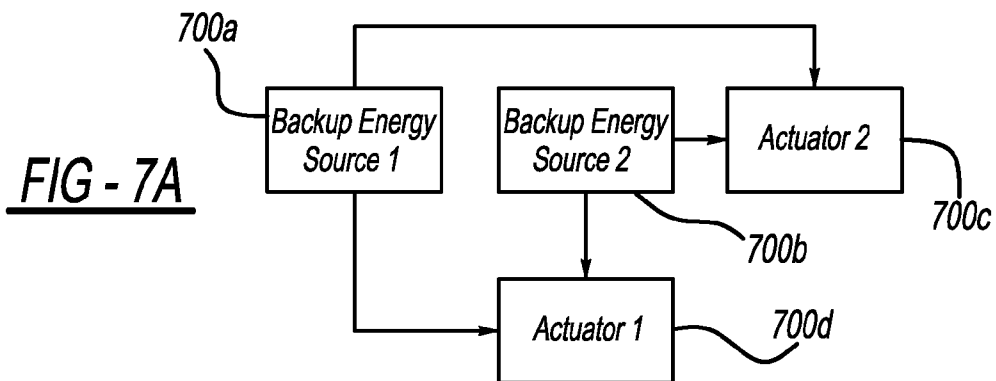 700a
Backup Energy
Source 1
Backup Energy
Source 2
Actuator 2
FIG - 7A
700c
700b
Actuator 1
700d